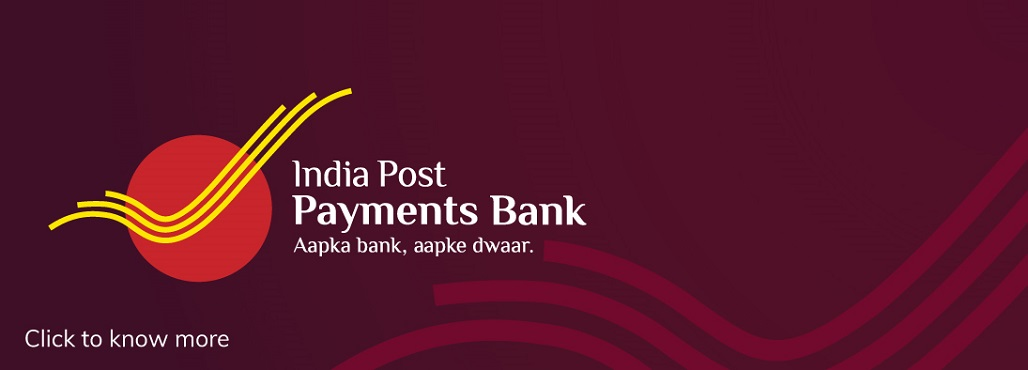 India Post
Payments Bank
Aapka bank, aapke dwaar.
Click to know more